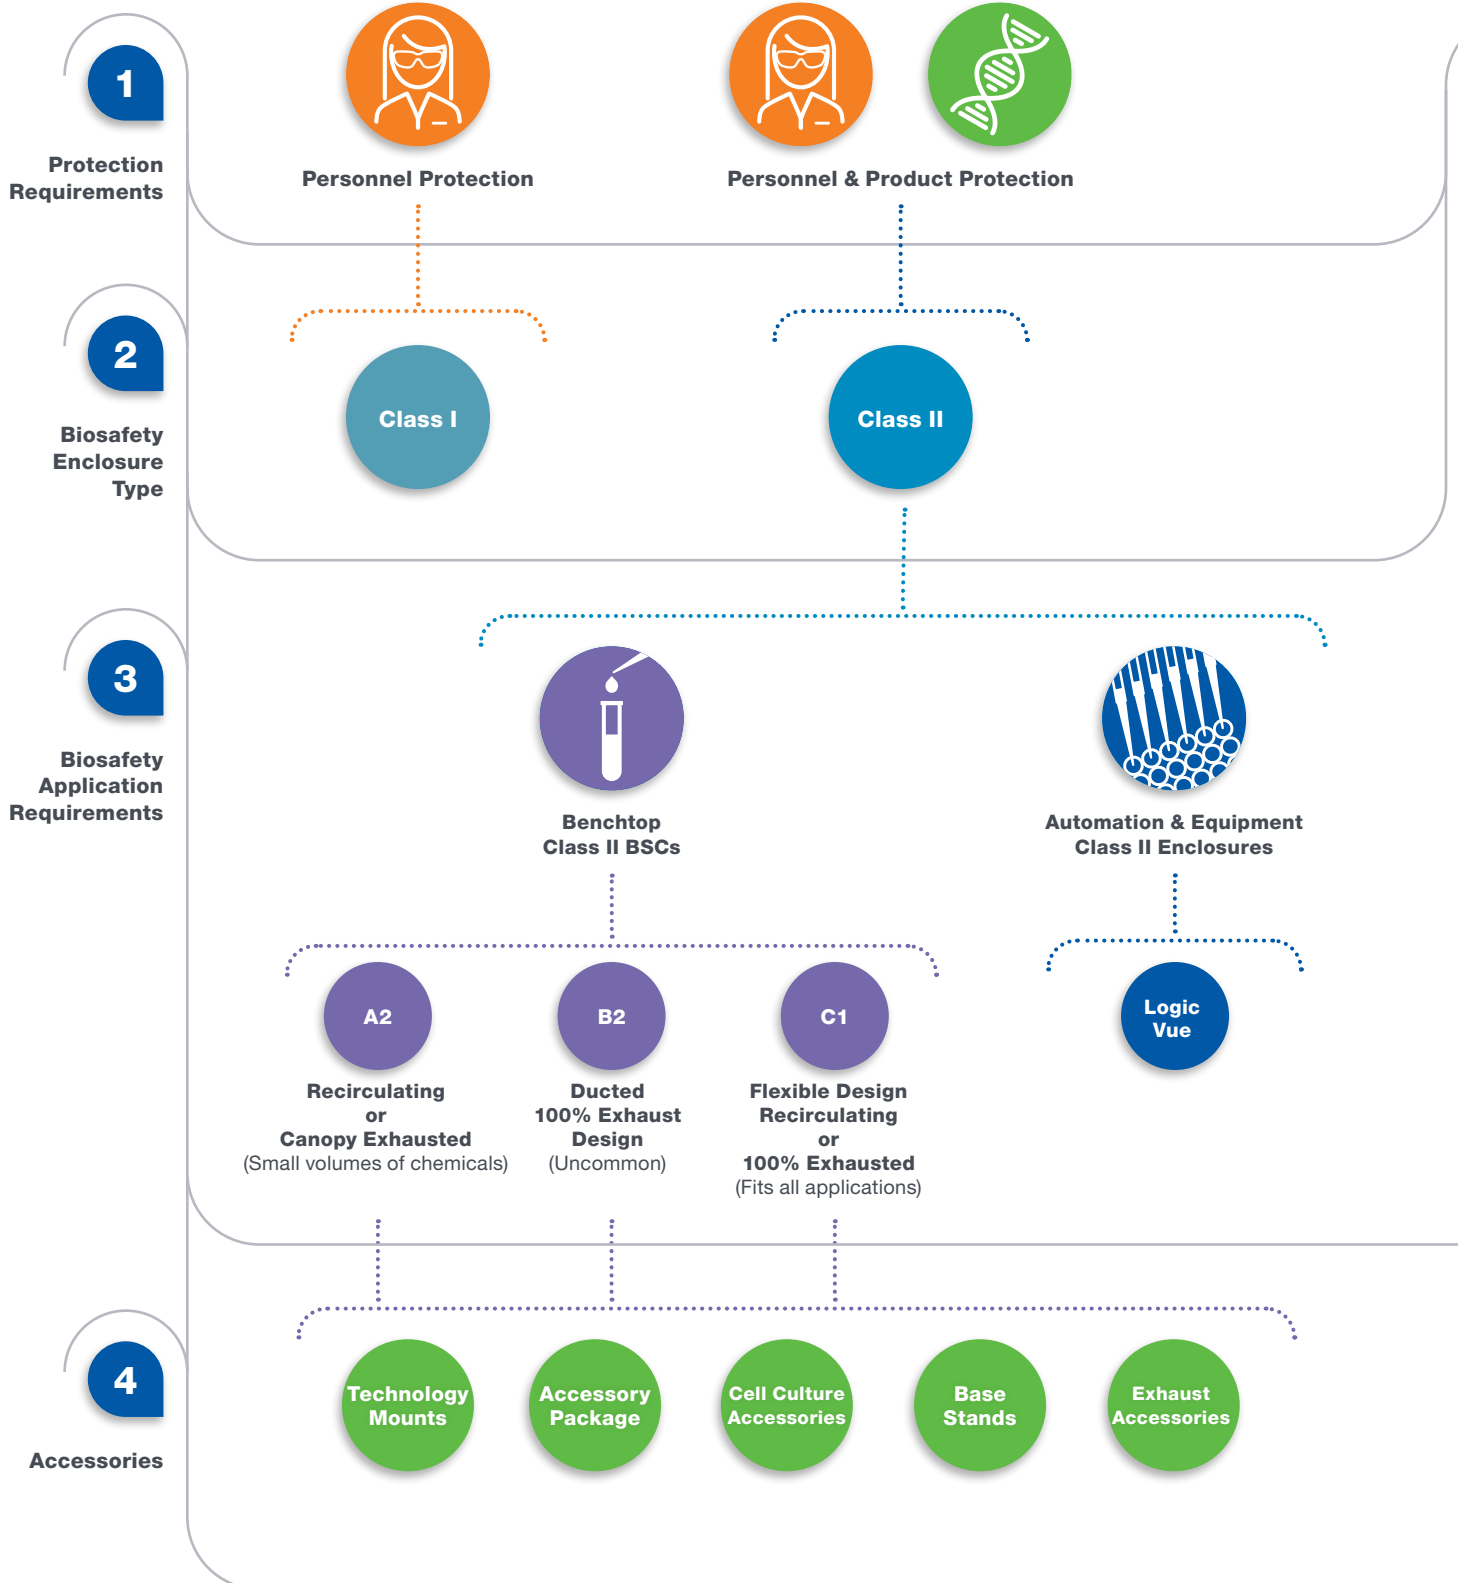 1
Protection
Requirements
Personnel Protection
Personnel & Product Protection
2
Biosafety
Enclosure
Type
Class I
Class II
3
Biosafety
Application
Requirements
Benchtop
Class II BSCs
Automation & Equipment
Class II Enclosures
A2
Recirculating
or
Canopy Exhausted
(Small volumes of chemicals)
B2
Ducted
100% Exhaust
Design
(Uncommon)
C1
Flexible Design
Recirculating
or
100% Exhausted
(Fits all applications)
Logic
Vue
4
Accessories
Technology
Mounts
Accessory
Package
Cell Culture
Accessories
Base
Stands
Exhaust
Accessories